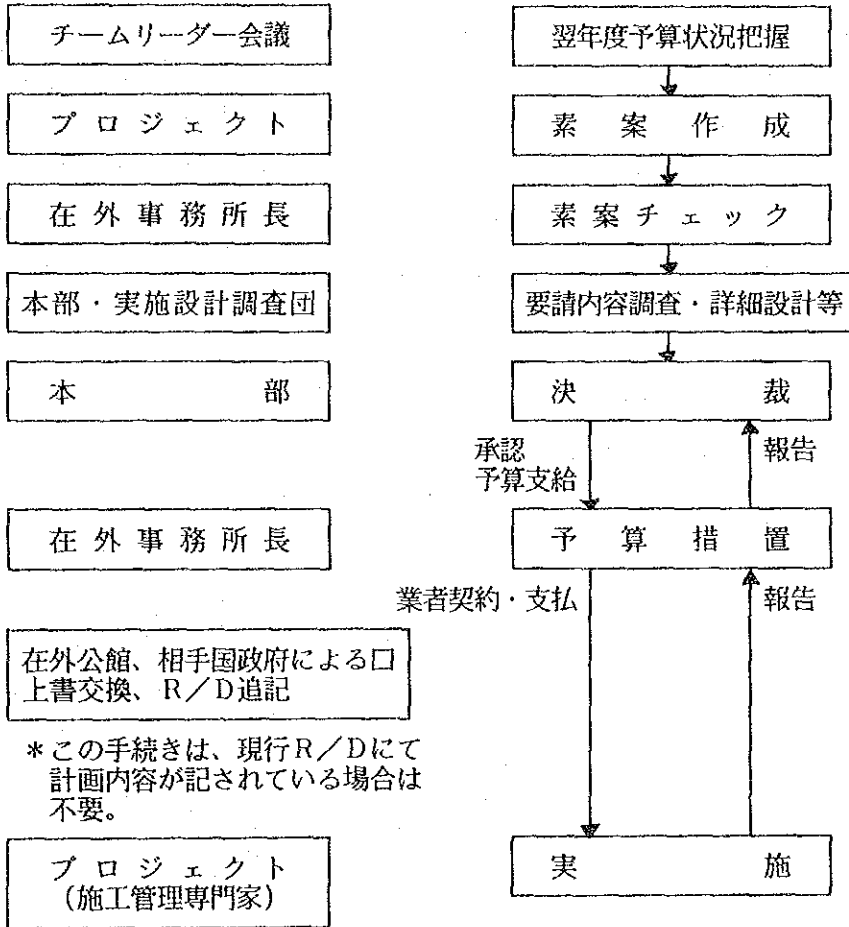 チームリーダー会議
翌年度予算状況把握
プロジェクト
素案作成
在外事務所長
素案チェック
本部・実施設計調査団
要請内容調査・詳細設計等
本部
決裁
承認
予算支給
報告
在外事務所長
予算措置
業者契約・支払
報告
在外公館、相手国政府による口
上書交換、R/D追記
*この手続きは、現行R/Dにて
計画内容が記されている場合は
不要。
プロジェクト
(施工管理専門家)
実施